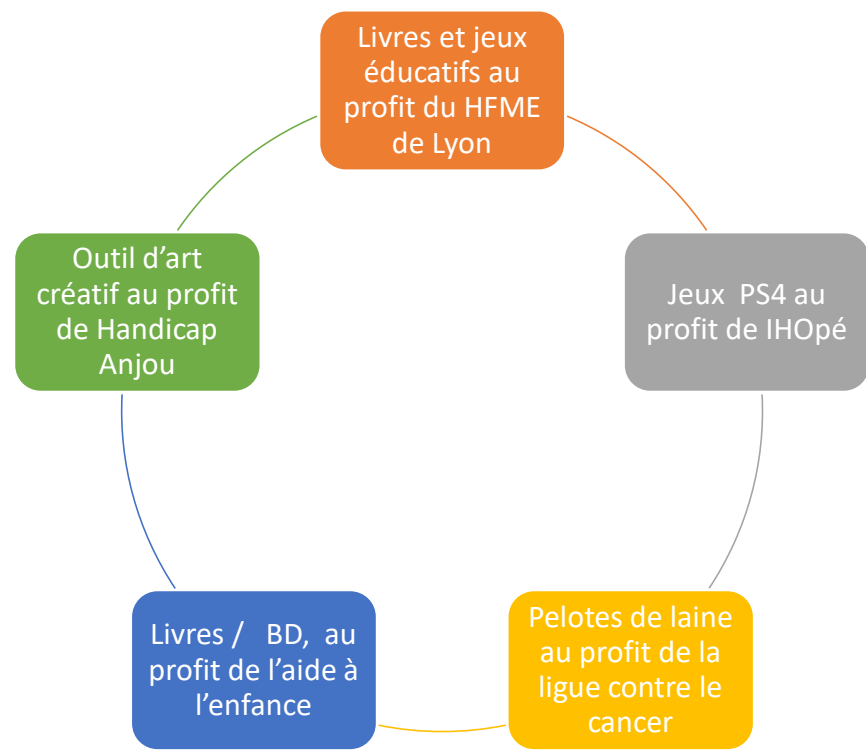 Livres et jeux
éducatifs au
profit du HFME
de Lyon
Jeux PS4 au
profit de IHOpé
Pelotes de laine
au profit de la
ligue contre le
cancer
Livres / BD, au
profit de l’aide à
l’enfance
Outil d’art
créatif au profit
de Handicap
Anjou